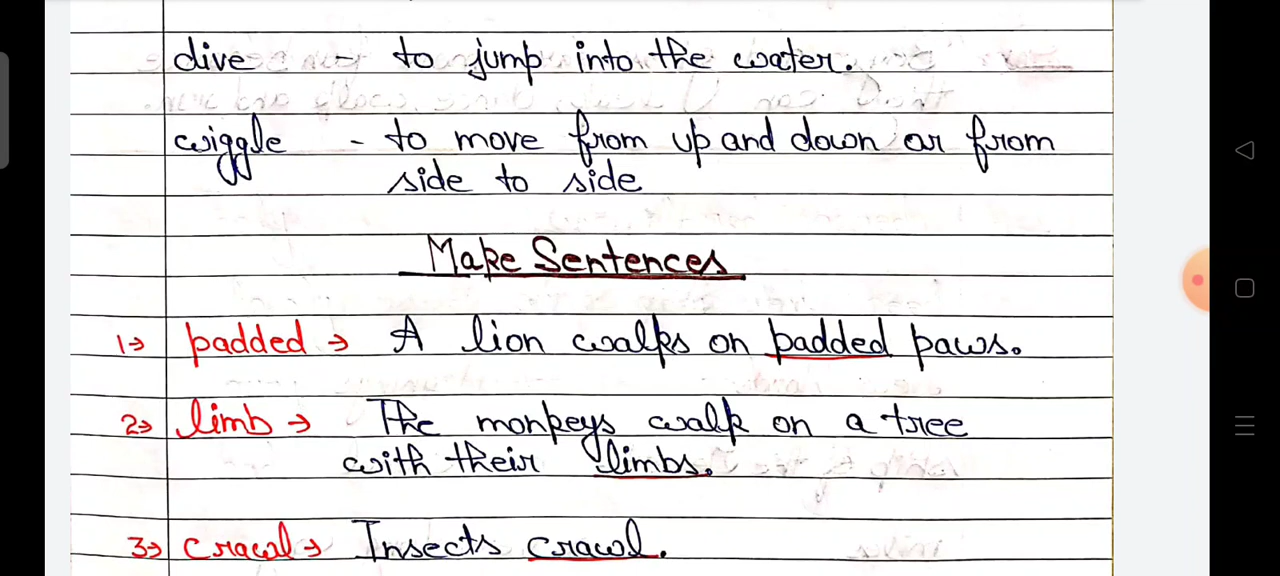 dive - to jump into the water.
wiggle - to move from up and down or from
side to side
Make Sentences
1→ padded → A lion walks on padded paws.
2→ limb → The monkeys walk on a tree
with their limbs.
3→ crawl → Insects crawl.